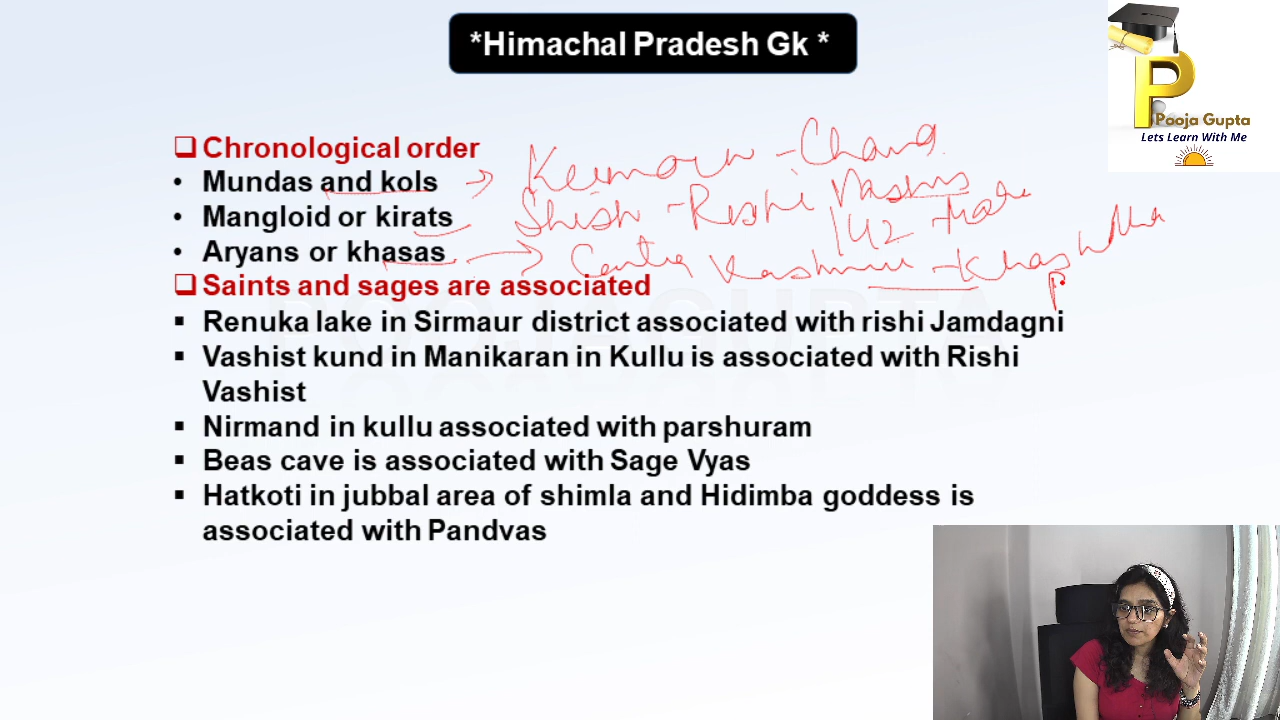 *Himachal Pradesh Gk *
P
Pooja Gupta
Lets Learn With Me
❑ Chronological order
• Mundas and kols
• Mangloid or kirats
• Aryans or khasas
- Chand
- Rishi Vashis
142
❑ Saints and sages are associated
▪ Renuka lake in Sirmaur district associated with rishi Jamdagni
▪ Vashist kund in Manikaran in Kullu is associated with Rishi
Vashist
▪ Nirmand in kullu associated with parshuram
▪ Beas cave is associated with Sage Vyas
▪ Hatkoti in jubbal area of shimla and Hidimba goddess is
associated with Pandvas